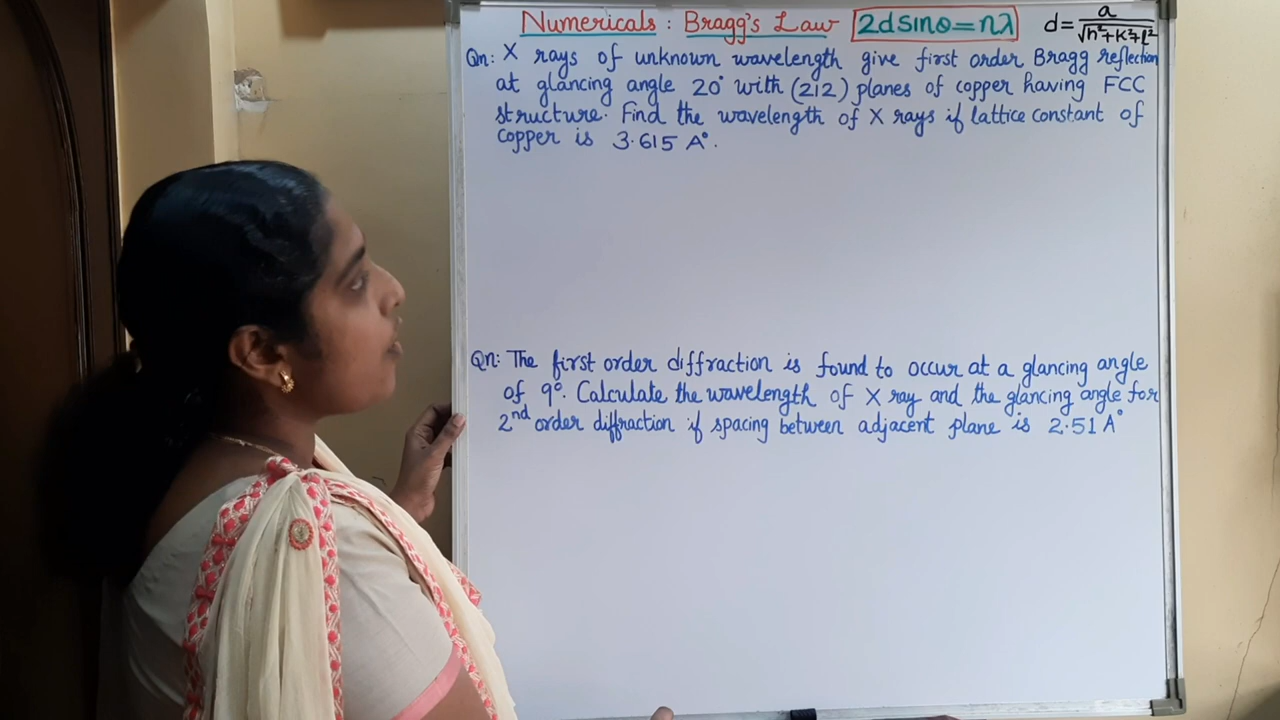 Numericals : Bragg's Law 2dsinθ=nλ d=a/√h²+k²+l²
Qn: X rays of unknown wavelength give first order Bragg reflection
at glancing angle 20° with (212) planes of copper having FCC
structure. Find the wavelength of X rays if lattice constant of
copper is 3.615 A°.
Qn: The first order diffraction is found to occur at a glancing angle
of 9°. Calculate the wavelength of X ray and the glancing angle for
2nd order diffraction if spacing between adjacent plane is 2.51 A°